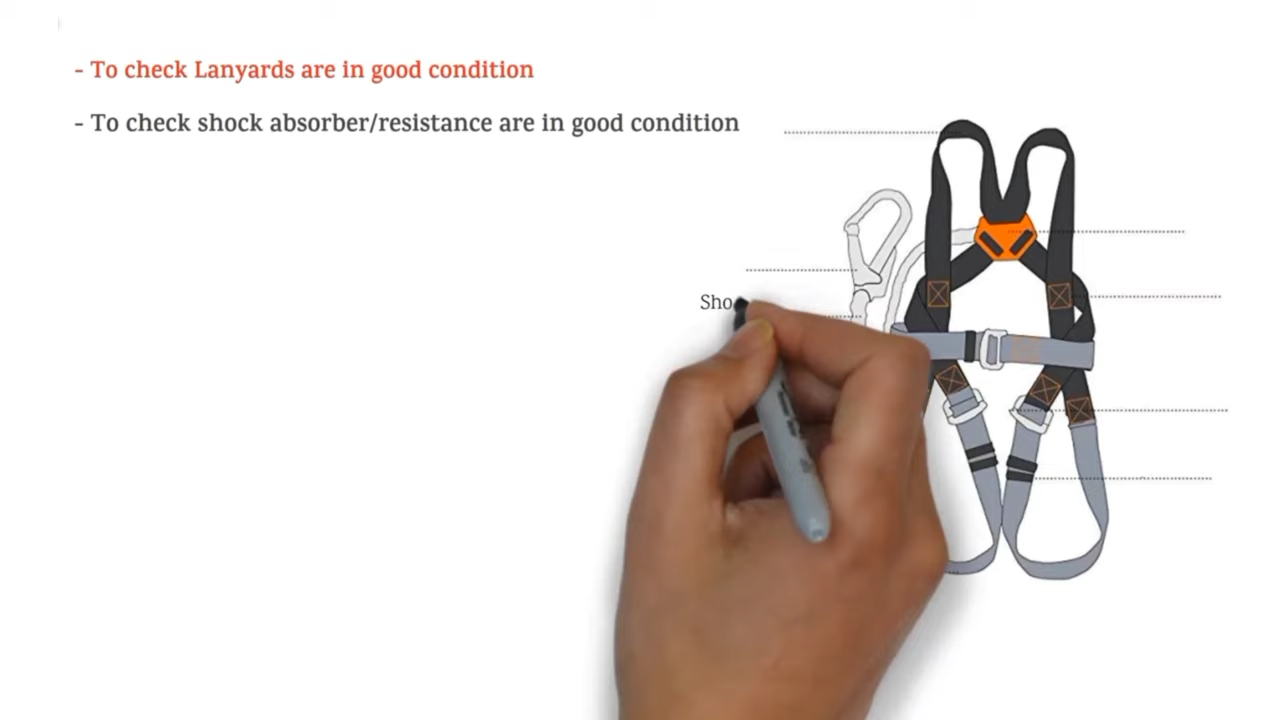 - To check Lanyards are in good condition
- To check shock absorber/resistance are in good condition
Sho